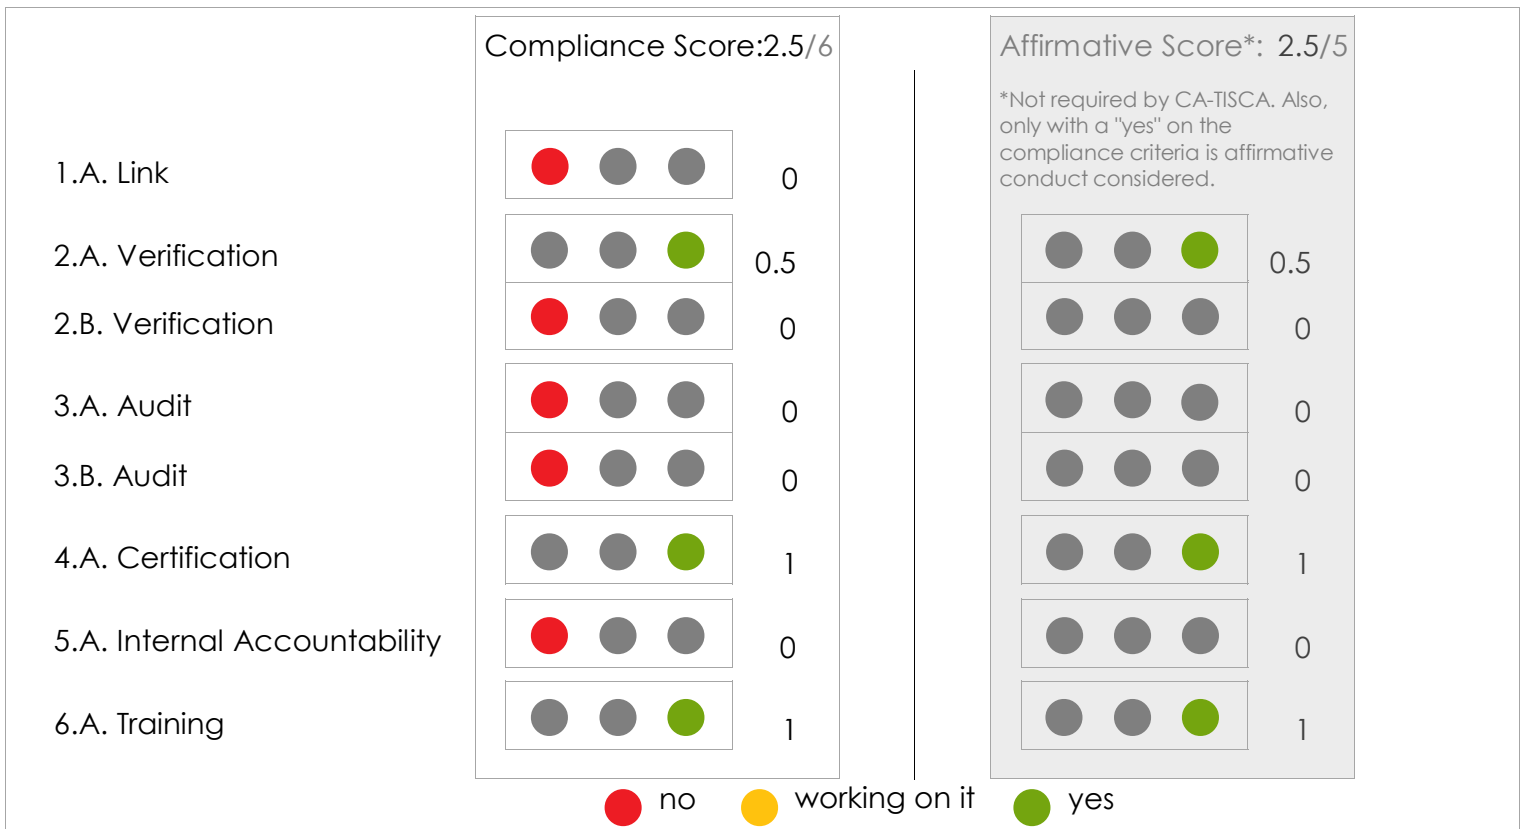 Compliance Score:2.5/6
Affirmative Score*: 2.5/5
*Not required by CA-TISCA. Also,
only with a "yes" on the
compliance criteria is affirmative
conduct considered.
1.A. Link 0
2.A. Verification 0.5 0.5
2.B. Verification 0 0
3.A. Audit 0 0
3.B. Audit 0 0
4.A. Certification 1 1
5.A. Internal Accountability 0 0
6.A. Training 1 1
no working on it yes